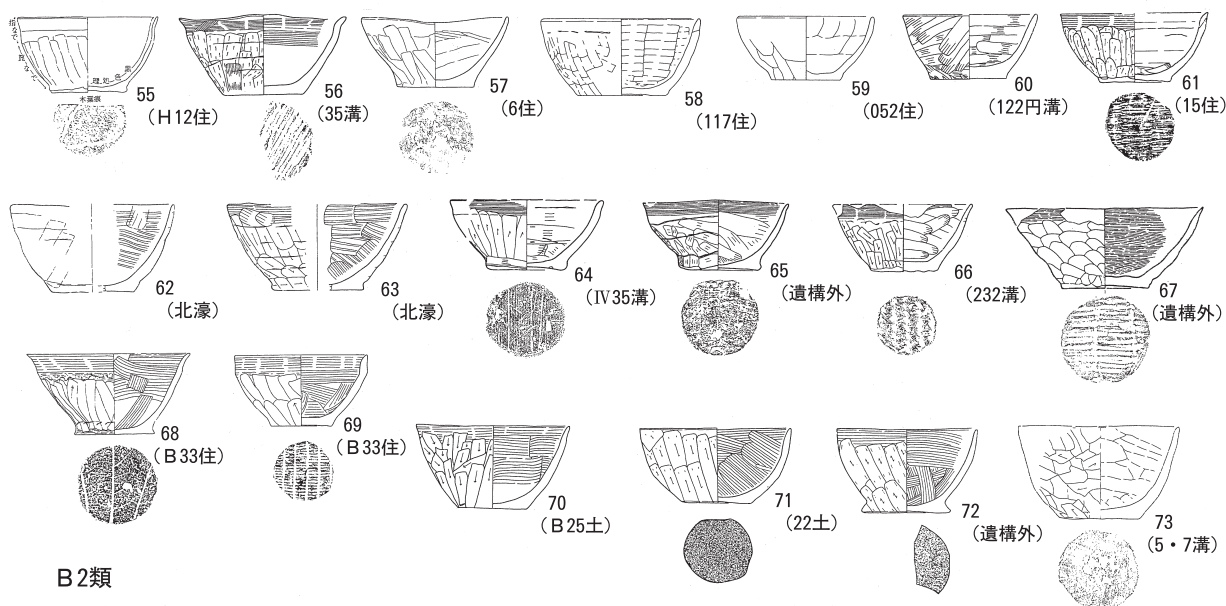 55
(H12住)
木葉痕
56
(35溝)
57
(6住)
58
(117住)
59
(052住)
60
(122円溝)
61
(15住)
62
(北濠)
63
(北濠)
64
(Ⅳ35溝)
65
(遺構外)
66
(232溝)
67
(遺構外)
68
(B33住)
69
(B33住)
70
(B25土)
71
(22土)
72
(遺構外)
73
(5・7溝)
B2類